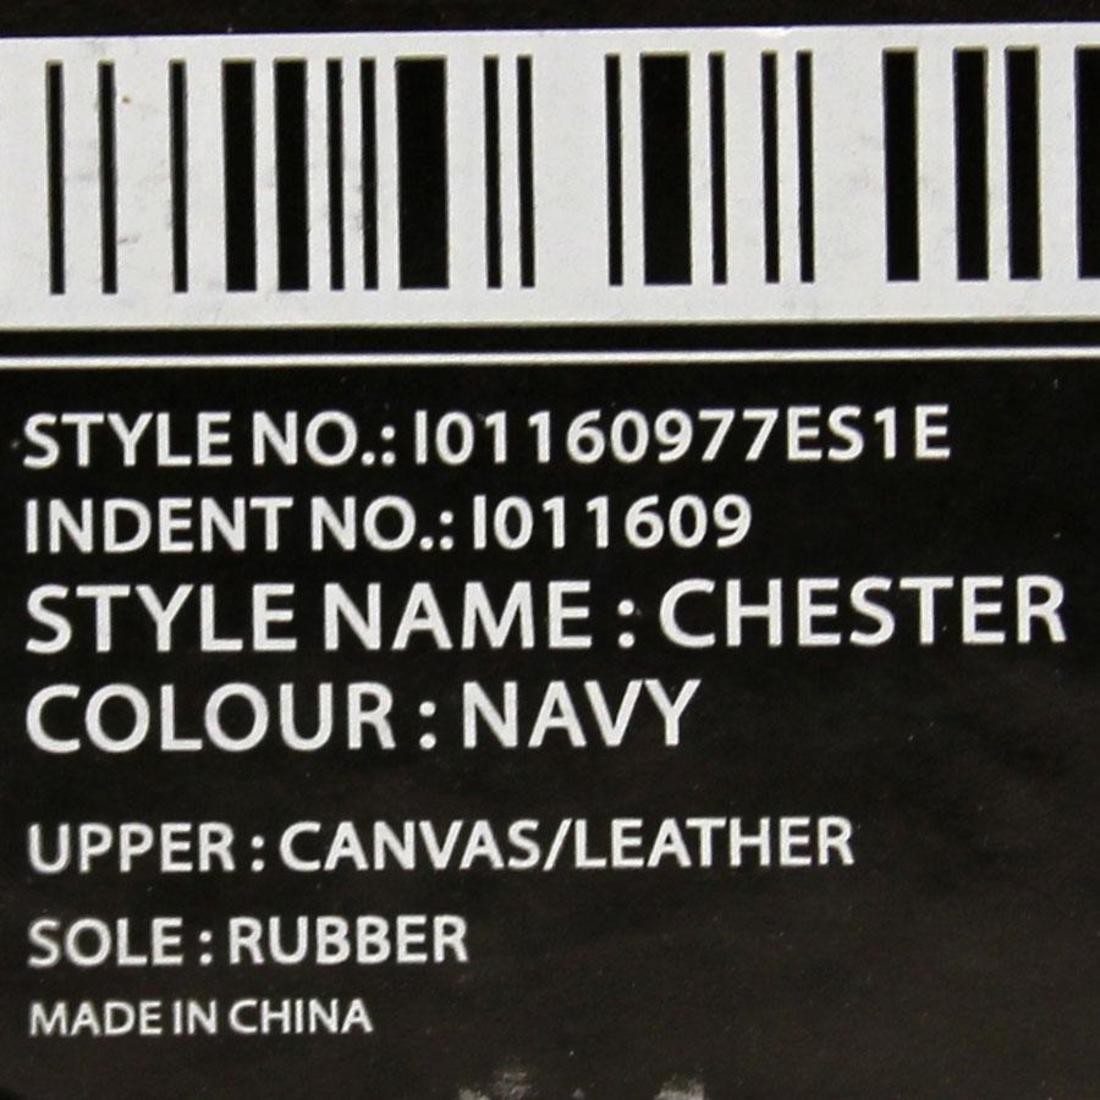 STYLE NO.: I01160977ES1E
INDENT NO.: I011609
STYLE NAME : CHESTER
COLOUR : NAVY
UPPER : CANVAS/LEATHER
SOLE : RUBBER
MADE IN CHINA